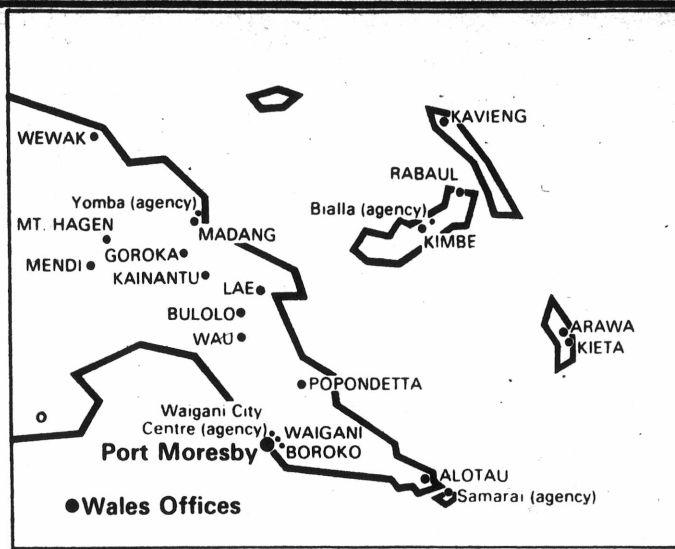 KAVIENG
WEWAK
RABAUL
Yomba (agency)
Bialla (agency)
MT. HAGEN
MADANG
KIMBE
GOROKA
MENDI
KAINANTU
LAE
BULOLO
ARAWA
WAU
KIETA
POPONDETTA
Waigani City
Centre (agency)
WAIGANI
Port Moresby
BOROKO
ALOTAU
Samarai (agency)
Wales Offices